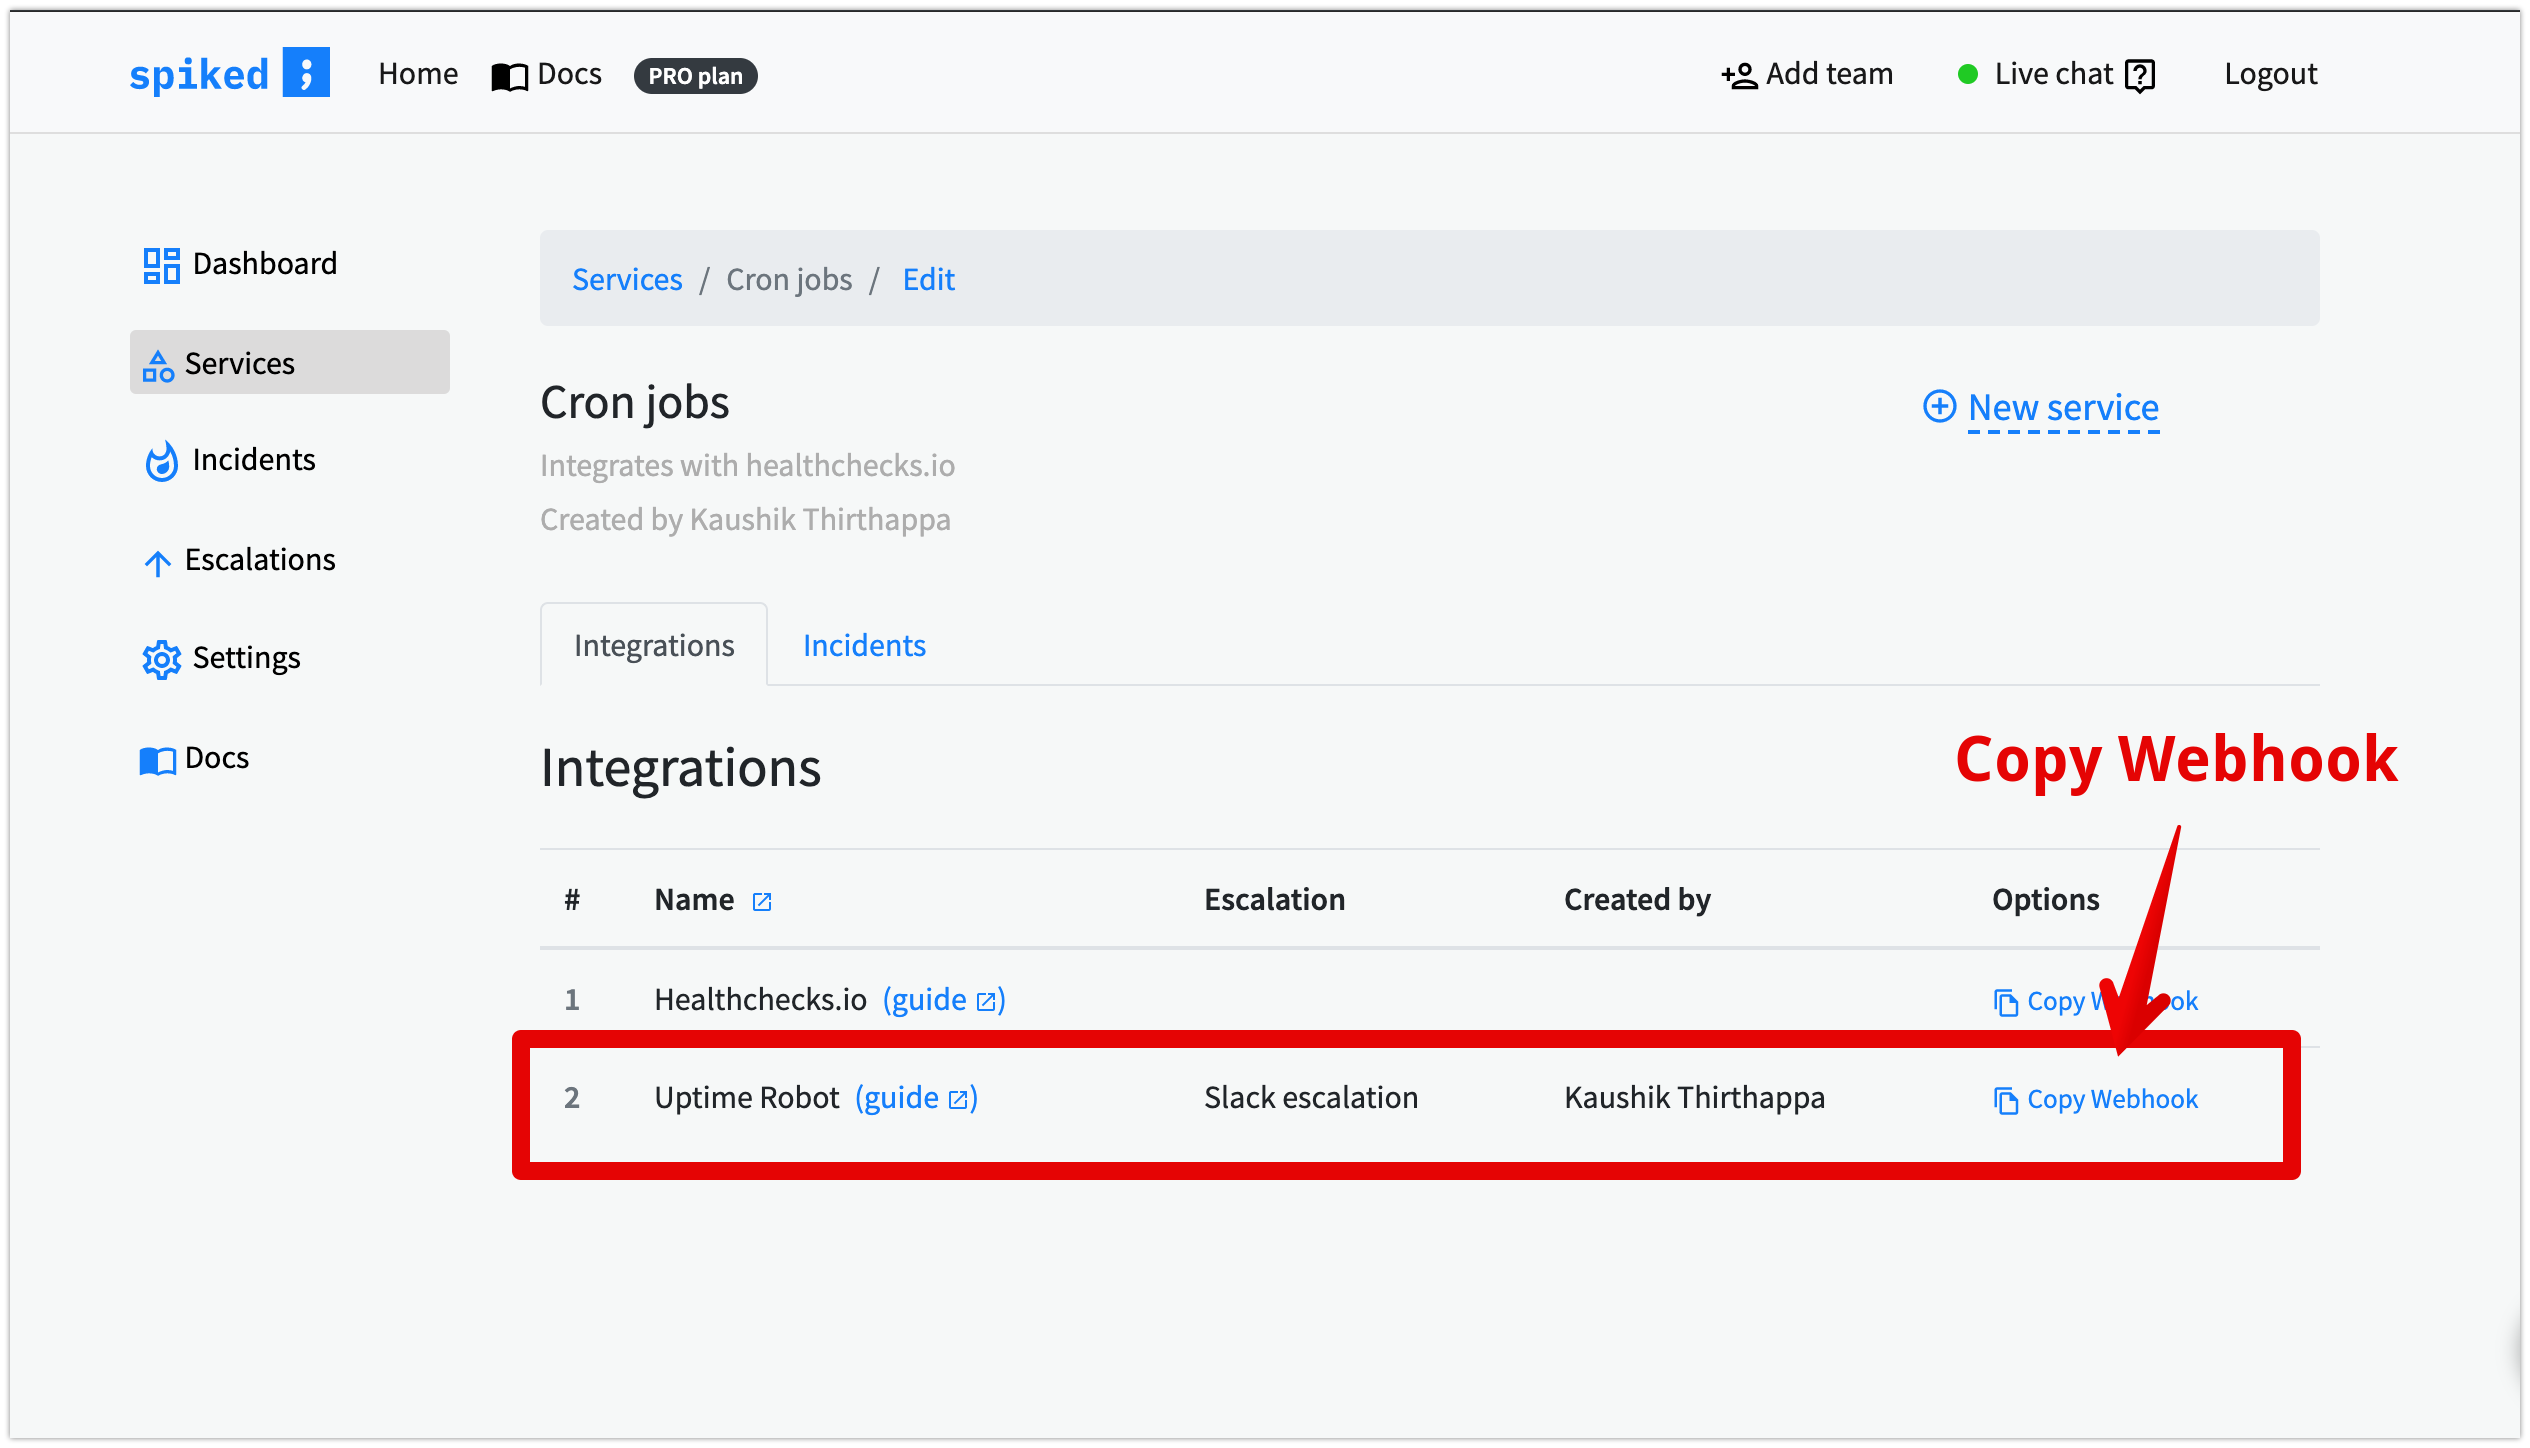 spiked ; Home Docs PRO plan Add team Live chat Logout
Dashboard
Services
Incidents
Escalations
Settings
Docs
Services / Cron jobs / Edit
Cron jobs
New service
Integrates with healthchecks.io
Created by Kaushik Thirthappa
Integrations Incidents
Integrations
Copy Webhook
# Name Escalation Created by Options
1 Healthchecks.io (guide) Copy
2 Uptime Robot (guide) Slack escalation Kaushik Thirthappa Copy Webhook